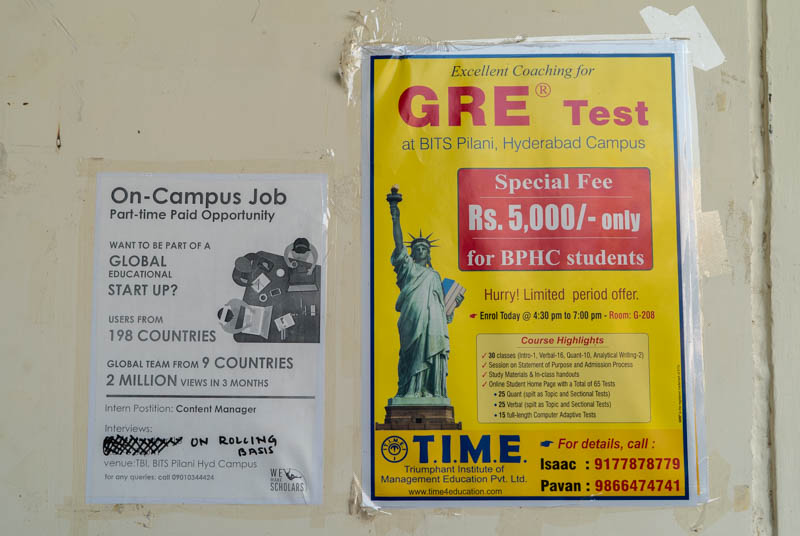 On-Campus Job
Part-time Paid Opportunity
WANT TO BE PART OF A
GLOBAL
EDUCATIONAL
START UP?
USERS FROM
198 COUNTRIES
GLOBAL TEAM FROM 9 COUNTRIES
2 MILLION VIEWS IN 3 MONTHS
Intern Postition: Content Manager
Interviews:
ON ROLLING
BASIS
venue:TBI, BITS Pilani Hyd Campus
for any queries: call 09010344424
WE
MAKE
SCHOLARS
Excellent Coaching for
GRE® Test
at BITS Pilani, Hyderabad Campus
Special Fee
Rs. 5,000/- only
for BPHC students
Hurry! Limited period offer.
Enrol Today @ 4:30 pm to 7:00 pm - Room: G-208
Course Highlights
✓ 30 classes (Intro-1, Verbal-16, Quant-10, Analytical Writing-2)
✓ Session on Statement of Purpose and Admission Process
✓ Study Materials & In-class handouts
✓ Online Student Home Page with a Total of 65 Tests
• 25 Quant (spilt as Topic and Sectional Tests)
• 25 Verbal (spilt as Topic and Sectional Tests)
• 15 full-length Computer Adaptive Tests
T.I.M.E.
Triumphant Institute of
Management Education Pvt. Ltd.
www.time4education.com
For details, call :
Isaac : 9177878779
Pavan : 9866474741